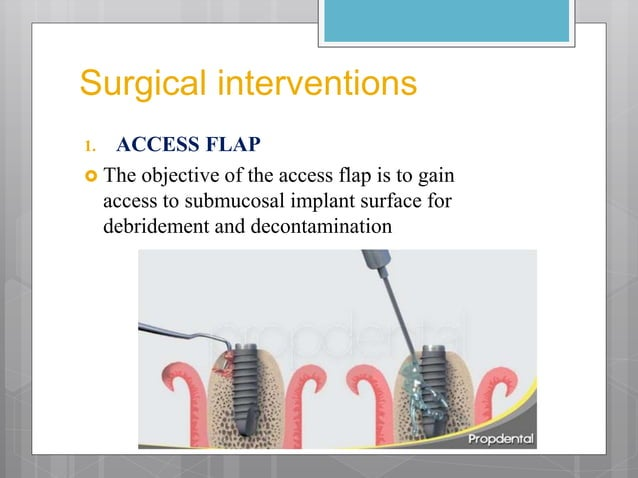 Surgical interventions
1. ACCESS FLAP
The objective of the access flap is to gain
access to submucosal implant surface for
debridement and decontamination
propdental
Propdental